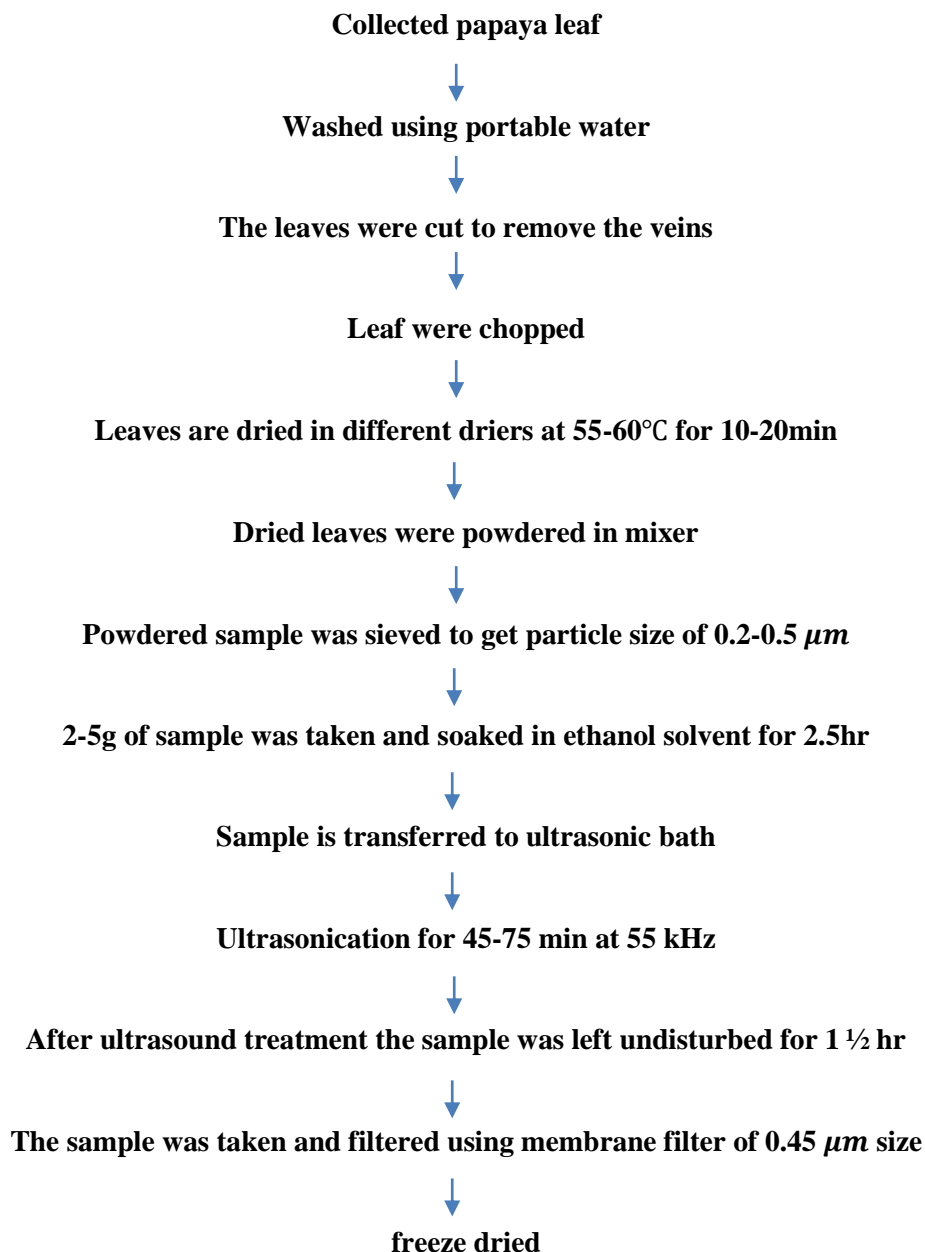 Collected papaya leaf
Washed using portable water
The leaves were cut to remove the veins
Leaf were chopped
Leaves are dried in different driers at 55-60℃ for 10-20min
Dried leaves were powdered in mixer
Powdered sample was sieved to get particle size of 0.2-0.5 μm
2-5g of sample was taken and soaked in ethanol solvent for 2.5hr
Sample is transferred to ultrasonic bath
Ultrasonication for 45-75 min at 55 kHz
After ultrasound treatment the sample was left undisturbed for 1 ½ hr
The sample was taken and filtered using membrane filter of 0.45 μm size
freeze dried